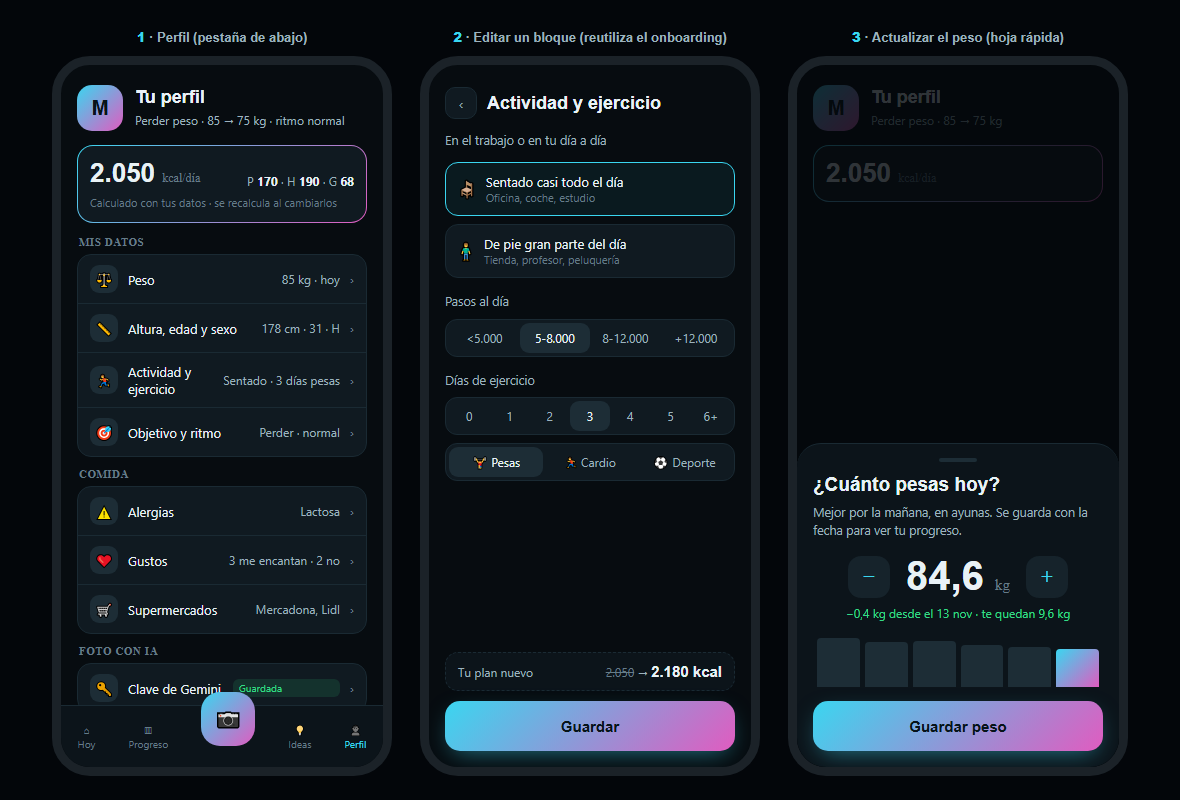 1 · Perfil (pestaña de abajo)
M
Tu perfil
Perder peso · 85 → 75 kg · ritmo normal
2.050 kcal/día
P 170 · H 190 · G 68
Calculado con tus datos · se recalcula al cambiarlos
MIS DATOS
Peso
85 kg · hoy ›
Altura, edad y sexo
178 cm · 31 · H ›
Actividad y
ejercicio
Sentado · 3 días pesas ›
Objetivo y ritmo
Perder · normal ›
COMIDA
Alergias
Lactosa ›
Gustos
3 me encantan · 2 no ›
Supermercados
Mercadona, Lidl ›
FOTO CON IA
Clave de Gemini
Guardada ›
Hoy
Progreso
Ideas
Perfil
2 · Editar un bloque (reutiliza el onboarding)
‹ Actividad y ejercicio
En el trabajo o en tu día a día
Sentado casi todo el día
Oficina, coche, estudio
De pie gran parte del día
Tienda, profesor, peluquería
Pasos al día
<5.000 5-8.000 8-12.000 +12.000
Días de ejercicio
0 1 2 3 4 5 6+
Pesas Cardio Deporte
Tu plan nuevo
2.050 → 2.180 kcal
Guardar
3 · Actualizar el peso (hoja rápida)
M
Tu perfil
Perder peso · 85 → 75 kg
2.050 kcal/día
¿Cuánto pesas hoy?
Mejor por la mañana, en ayunas. Se guarda con la
fecha para ver tu progreso.
− 84,6 kg +
−0,4 kg desde el 13 nov · te quedan 9,6 kg
Guardar peso